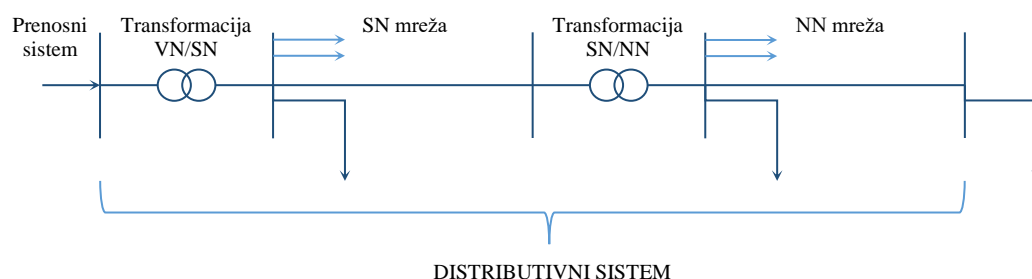 Prenosni
sistem
Transformacija
VN/SN
SN mreža
Transformacija
SN/NN
NN mreža
DISTRIBUTIVNI SISTEM